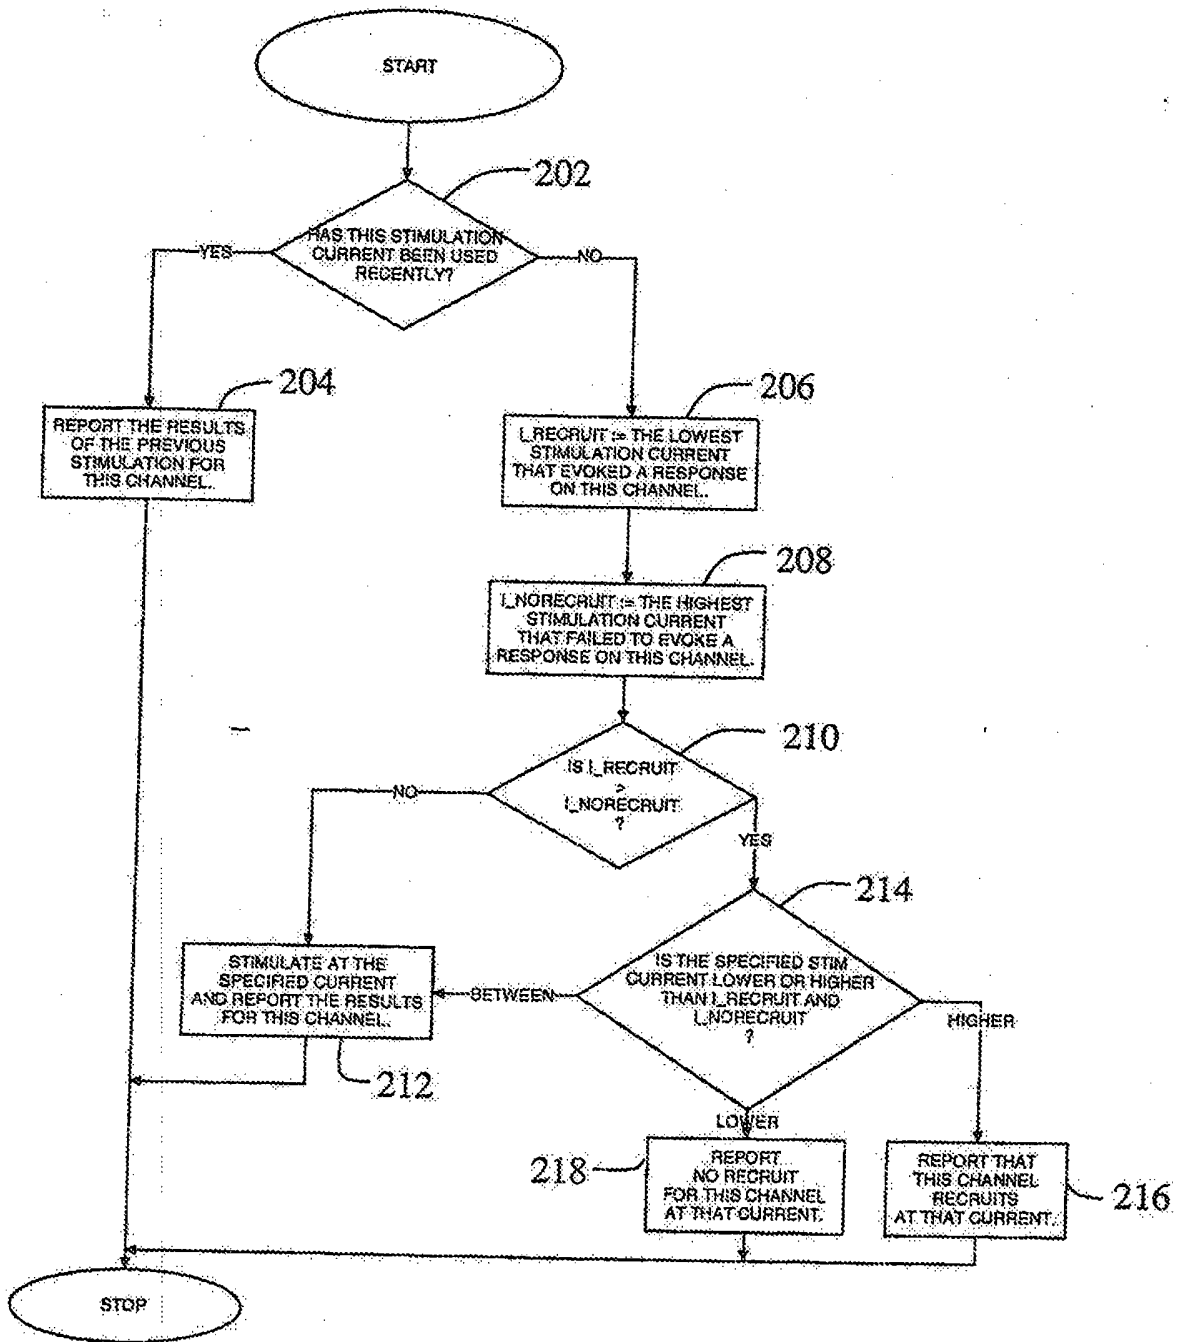 START
202
HAS THIS STIMULATION
CURRENT BEEN USED
RECENTLY?
YES
NO
204
REPORT THE RESULTS
OF THE PREVIOUS
STIMULATION FOR
THIS CHANNEL.
206
I_RECRUIT := THE LOWEST
STIMULATION CURRENT
THAT EVOKED A RESPONSE
ON THIS CHANNEL.
208
I_NORECRUIT := THE HIGHEST
STIMULATION CURRENT
THAT FAILED TO EVOKE A
RESPONSE ON THIS CHANNEL.
210
IS I_RECRUIT
>
I_NORECRUIT
?
NO
YES
214
IS THE SPECIFIED STIM
CURRENT LOWER OR HIGHER
THAN I_RECRUIT AND
I_NORECRUIT
?
BETWEEN
HIGHER
LOWER
STIMULATE AT THE
SPECIFIED CURRENT
AND REPORT THE RESULTS
FOR THIS CHANNEL.
212
218
REPORT
NO RECRUIT
FOR THIS CHANNEL
AT THAT CURRENT.
REPORT THAT
THIS CHANNEL
RECRUITS
AT THAT CURRENT.
216
STOP